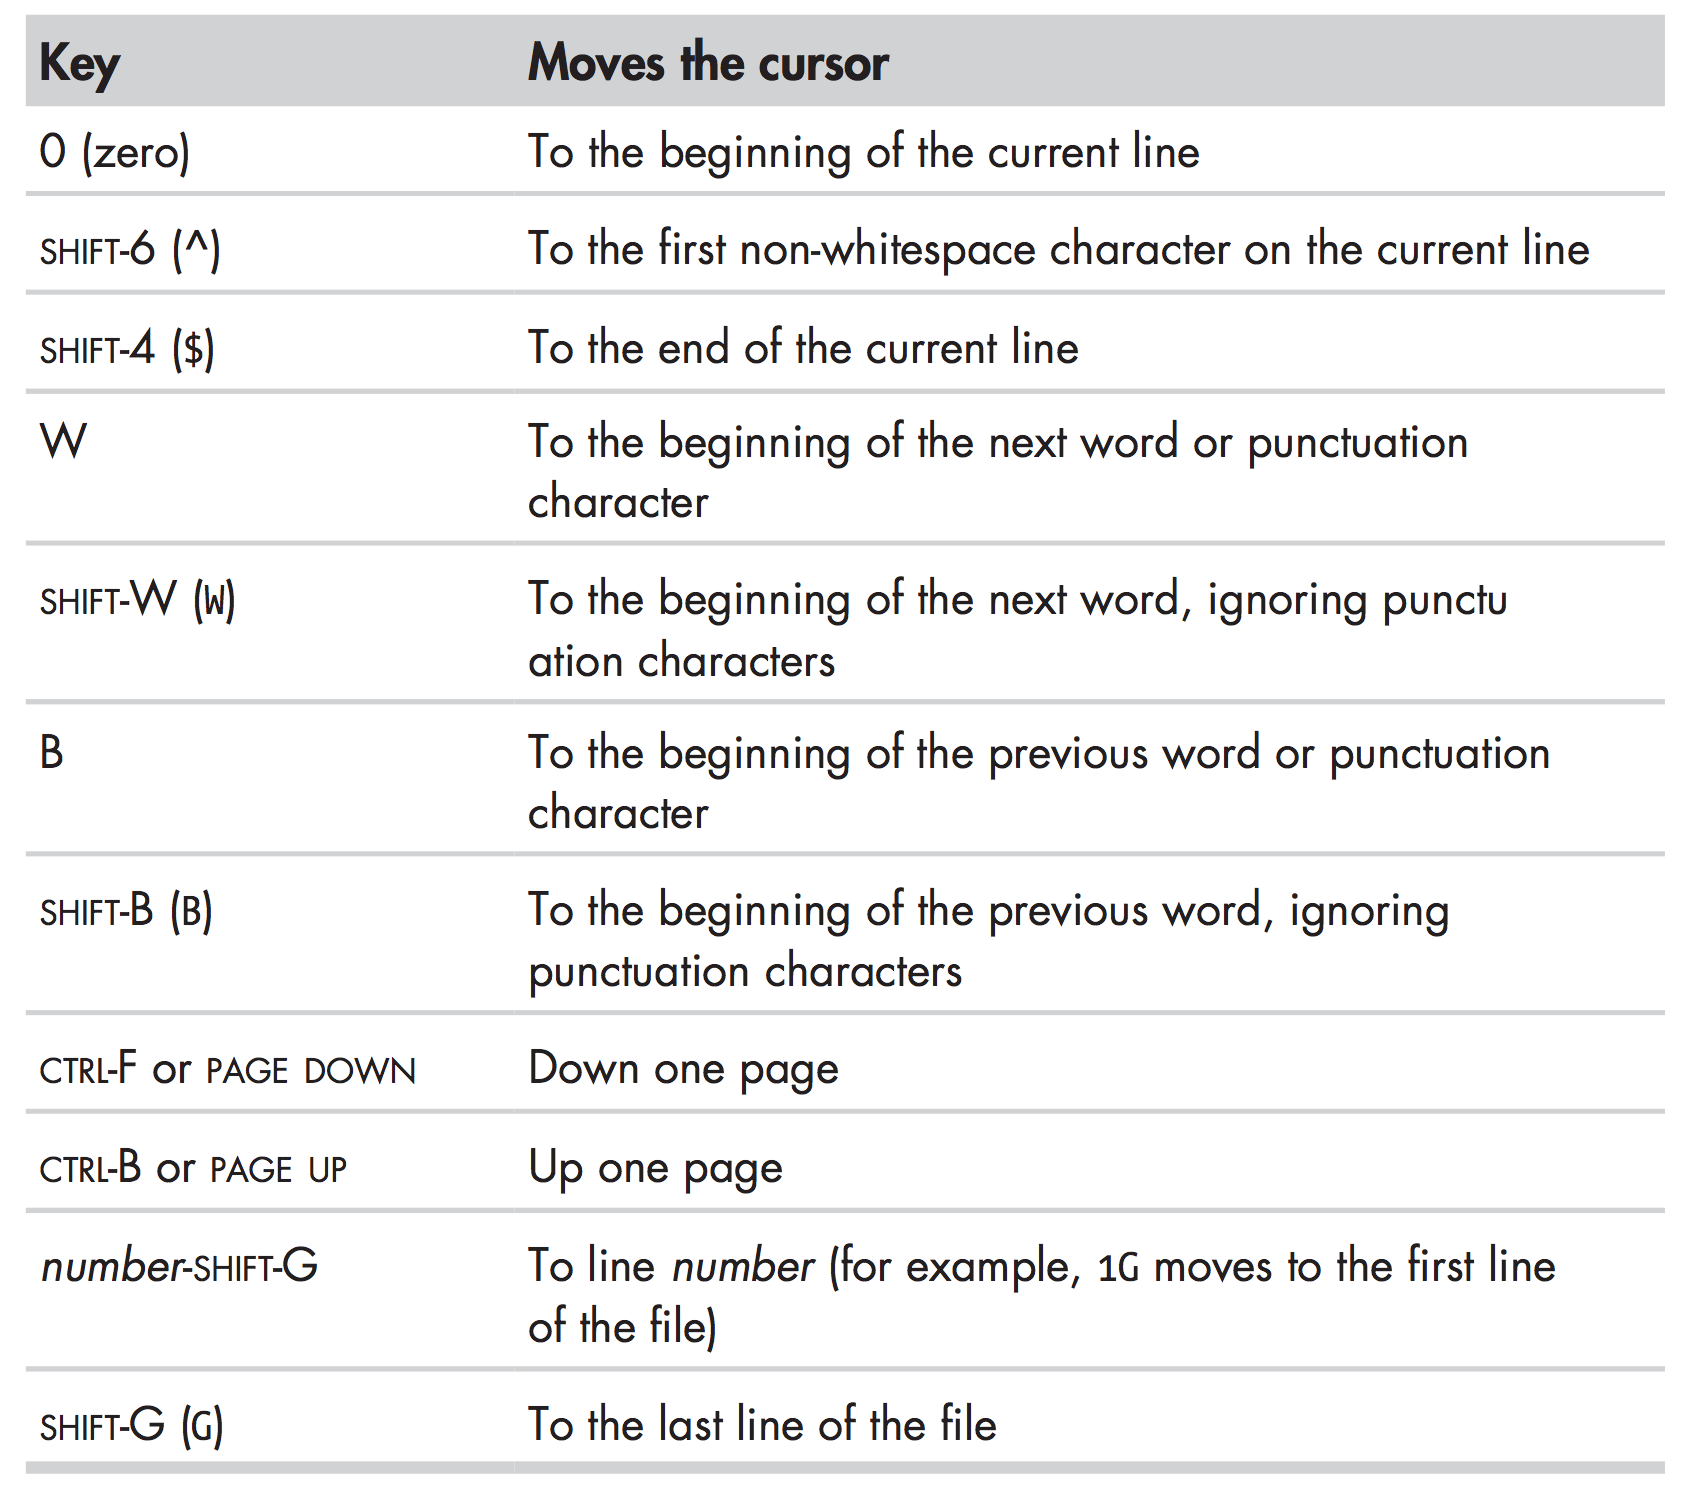 Key Moves the cursor
0 (zero) To the beginning of the current line
SHIFT-6 (^) To the first non-whitespace character on the current line
SHIFT-4 ($) To the end of the current line
W To the beginning of the next word or punctuation
character
SHIFT-W (W) To the beginning of the next word, ignoring punctu
ation characters
B To the beginning of the previous word or punctuation
character
SHIFT-B (B) To the beginning of the previous word, ignoring
punctuation characters
CTRL-F or PAGE DOWN Down one page
CTRL-B or PAGE UP Up one page
number-SHIFT-G To line number (for example, 1G moves to the first line
of the file)
SHIFT-G (G) To the last line of the file